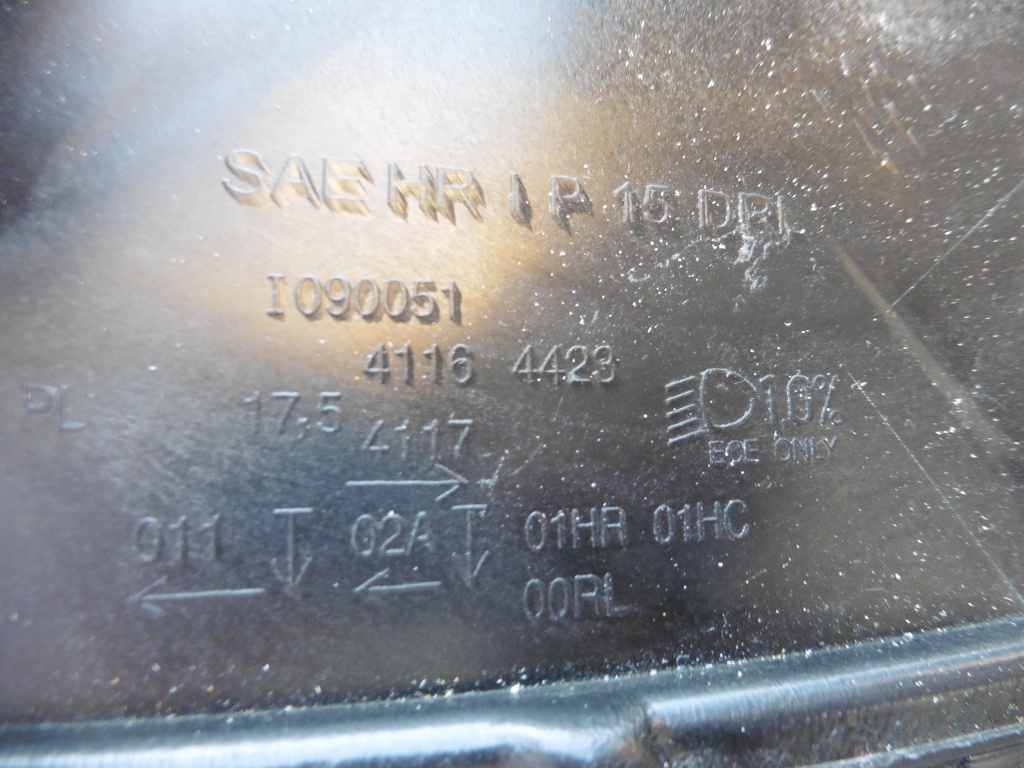 SAE HR I P 15 DRL
I090051
4116 4423
PL 17,5 4117 10%
ECE ONLY
011 02A 01HR 01HC
00RL